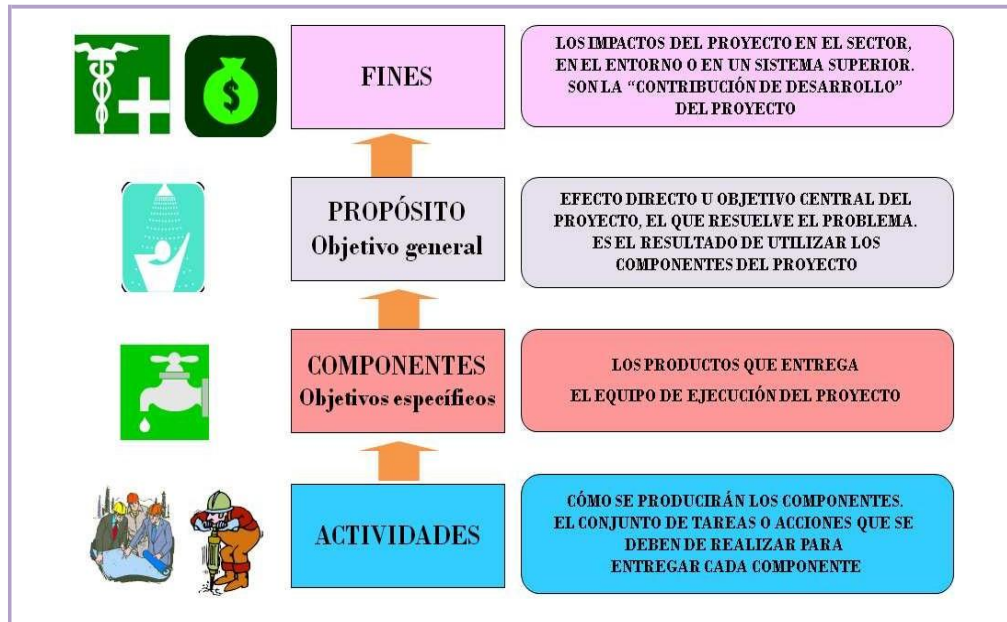 FINES
LOS IMPACTOS DEL PROYECTO EN EL SECTOR,
EN EL ENTORNO O EN UN SISTEMA SUPERIOR.
SON LA “CONTRIBUCIÓN DE DESARROLLO”
DEL PROYECTO
$
PROPÓSITO
Objetivo general
EFECTO DIRECTO U OBJETIVO CENTRAL DEL
PROYECTO, EL QUE RESUELVE EL PROBLEMA.
ES EL RESULTADO DE UTILIZAR LOS
COMPONENTES DEL PROYECTO
COMPONENTES
Objetivos específicos
LOS PRODUCTOS QUE ENTREGA
EL EQUIPO DE EJECUCIÓN DEL PROYECTO
ACTIVIDADES
CÓMO SE PRODUCIRÁN LOS COMPONENTES.
EL CONJUNTO DE TAREAS O ACCIONES QUE SE
DEBEN DE REALIZAR PARA
ENTREGAR CADA COMPONENTE